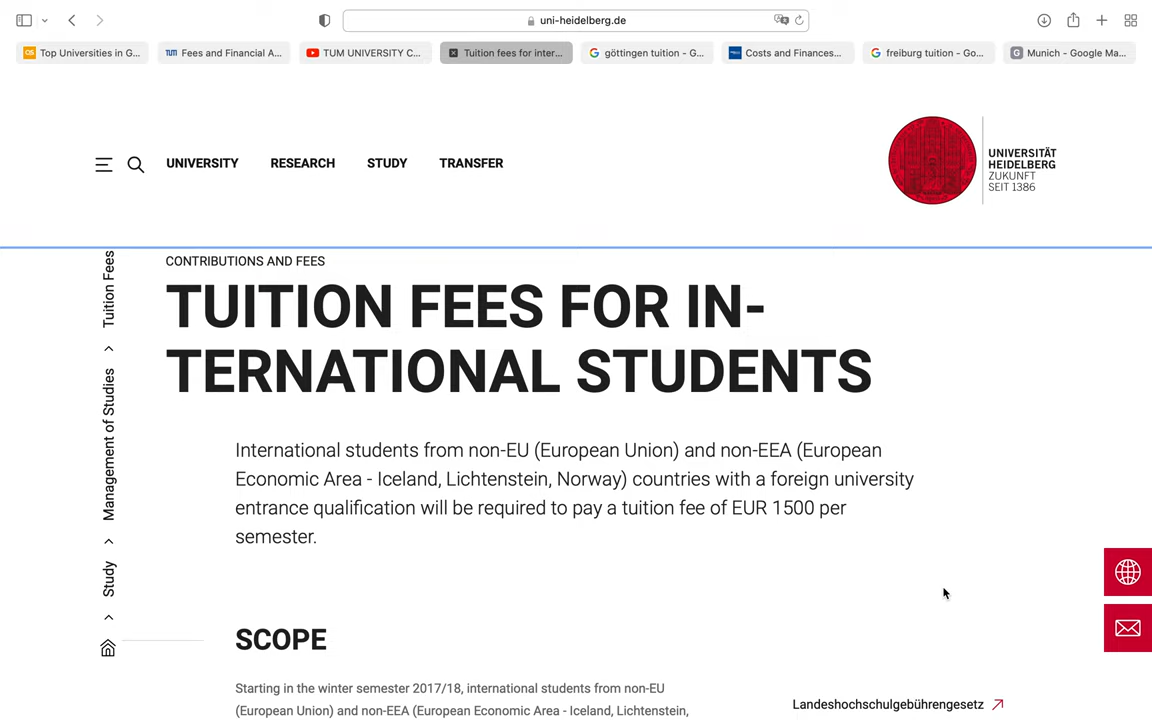 uni-heidelberg.de
Top Universities in G...
Fees and Financial A...
TUM UNIVERSITY C...
Tuition fees for inter...
göttingen tuition - G...
Costs and Finances...
freiburg tuition - Go...
Munich - Google Ma...
UNIVERSITY
RESEARCH
STUDY
TRANSFER
UNIVERSITÄT
HEIDELBERG
ZUKUNFT
SEIT 1386
Tuition Fees
Management of Studies
Study
CONTRIBUTIONS AND FEES
TUITION FEES FOR IN-
TERNATIONAL STUDENTS
International students from non-EU (European Union) and non-EEA (European
Economic Area - Iceland, Lichtenstein, Norway) countries with a foreign university
entrance qualification will be required to pay a tuition fee of EUR 1500 per
semester.
SCOPE
Starting in the winter semester 2017/18, international students from non-EU
(European Union) and non-EEA (European Economic Area - Iceland, Lichtenstein,
Landeshochschulgebührengesetz